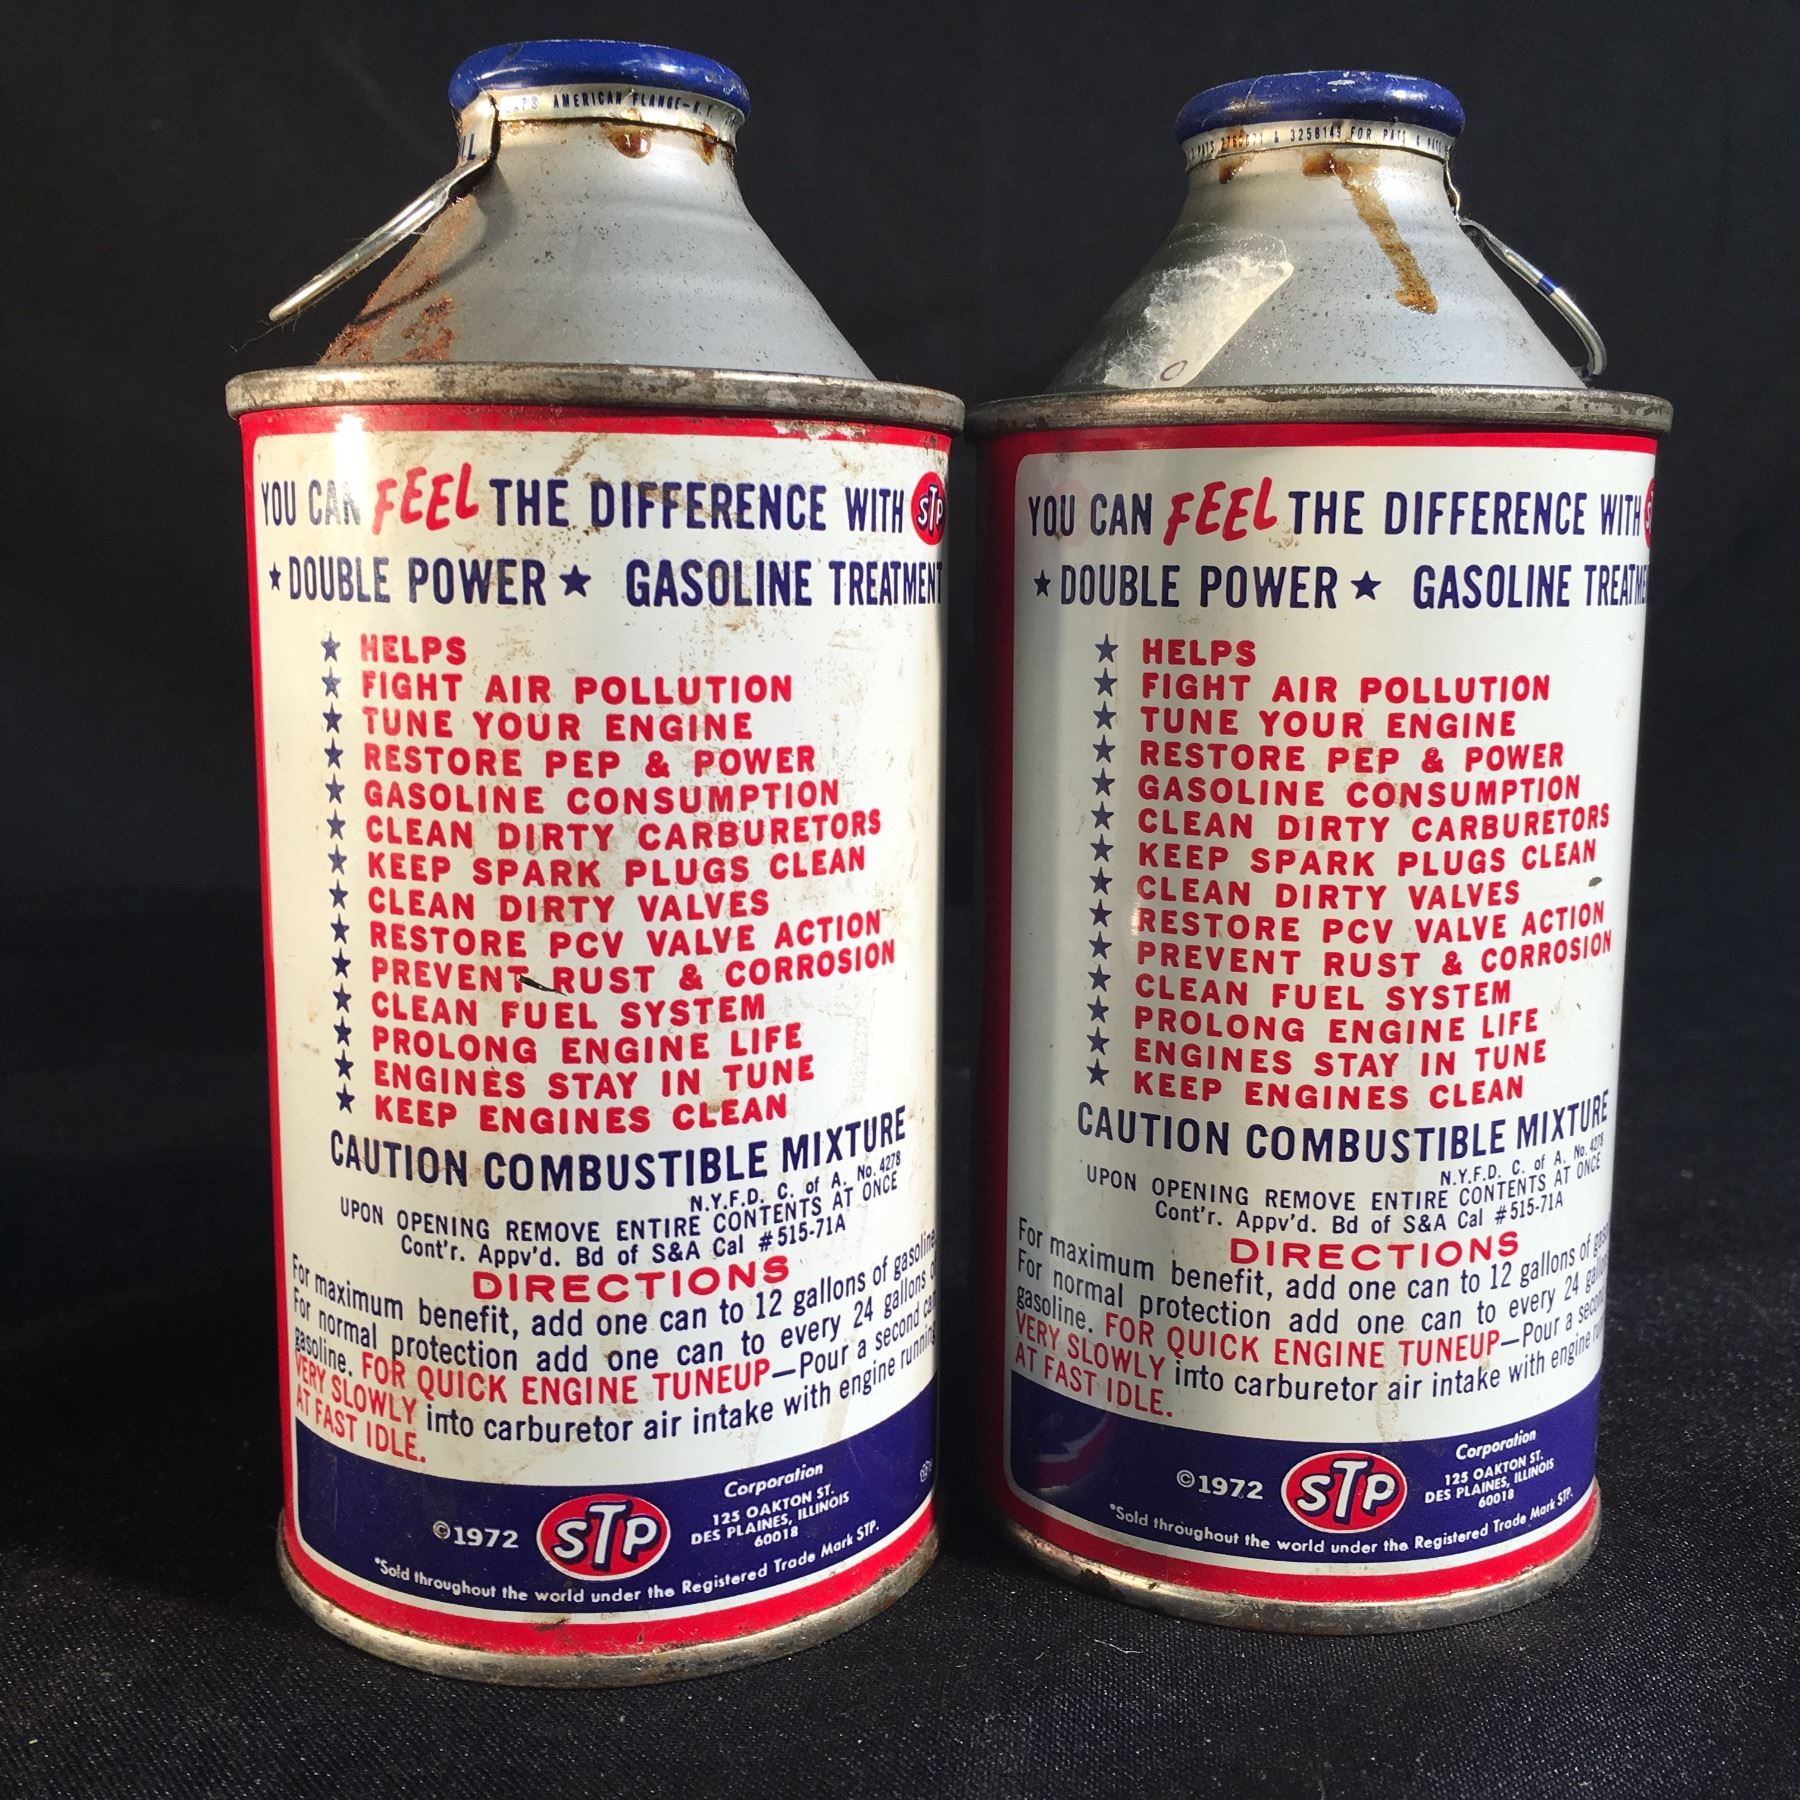 AMERICAN FLANGE
YOU CAN FEEL THE DIFFERENCE WITH STP
★ DOUBLE POWER ★ GASOLINE TREATMENT
★ HELPS
★ FIGHT AIR POLLUTION
★ TUNE YOUR ENGINE
★ RESTORE PEP & POWER
★ GASOLINE CONSUMPTION
★ CLEAN DIRTY CARBURETORS
★ KEEP SPARK PLUGS CLEAN
★ CLEAN DIRTY VALVES
★ RESTORE PCV VALVE ACTION
★ PREVENT RUST & CORROSION
★ CLEAN FUEL SYSTEM
★ PROLONG ENGINE LIFE
★ ENGINES STAY IN TUNE
★ KEEP ENGINES CLEAN
CAUTION COMBUSTIBLE MIXTURE
N.Y.F.D. C. of A. No. 4278
UPON OPENING REMOVE ENTIRE CONTENTS AT ONCE
Cont'r. Appv'd. Bd of S&A Cal #515-71A
DIRECTIONS
For maximum benefit, add one can to 12 gallons of gasoline.
For normal protection add one can to every 24 gallons
gasoline. FOR QUICK ENGINE TUNEUP—Pour a second can
VERY SLOWLY into carburetor air intake with engine running
AT FAST IDLE.
©1972 STP Corporation
125 OAKTON ST.
DES PLAINES, ILLINOIS
60018
*Sold throughout the world under the Registered Trade Mark STP.
3258149 FOR PATS
YOU CAN FEEL THE DIFFERENCE WITH
★ DOUBLE POWER ★ GASOLINE
★ HELPS
★ FIGHT AIR POLLUTION
★ TUNE YOUR ENGINE
★ RESTORE PEP & POWER
★ GASOLINE CONSUMPTION
★ CLEAN DIRTY CARBURETORS
★ KEEP SPARK PLUGS CLEAN
★ CLEAN DIRTY VALVES
★ RESTORE PCV VALVE ACTION
★ PREVENT RUST & CORROSION
★ CLEAN FUEL SYSTEM
★ PROLONG ENGINE LIFE
★ ENGINES STAY IN TUNE
★ KEEP ENGINES CLEAN
CAUTION COMBUSTIBLE MIXTURE
N.Y.F.D. C. of A. No. 4278
UPON OPENING REMOVE ENTIRE CONTENTS AT ONCE
Cont'r. Appv'd. Bd of S&A Cal #515-71A
DIRECTIONS
For maximum benefit, add one can to 12 gallons of
For normal protection add one can to every 24
gasoline. FOR QUICK ENGINE TUNEUP—Pour a
VERY SLOWLY into carburetor air intake with engine
AT FAST IDLE.
©1972 STP Corporation
125 OAKTON ST.
DES PLAINES, ILLINOIS
60018
*Sold throughout the world under the Registered Trade Mark STP.